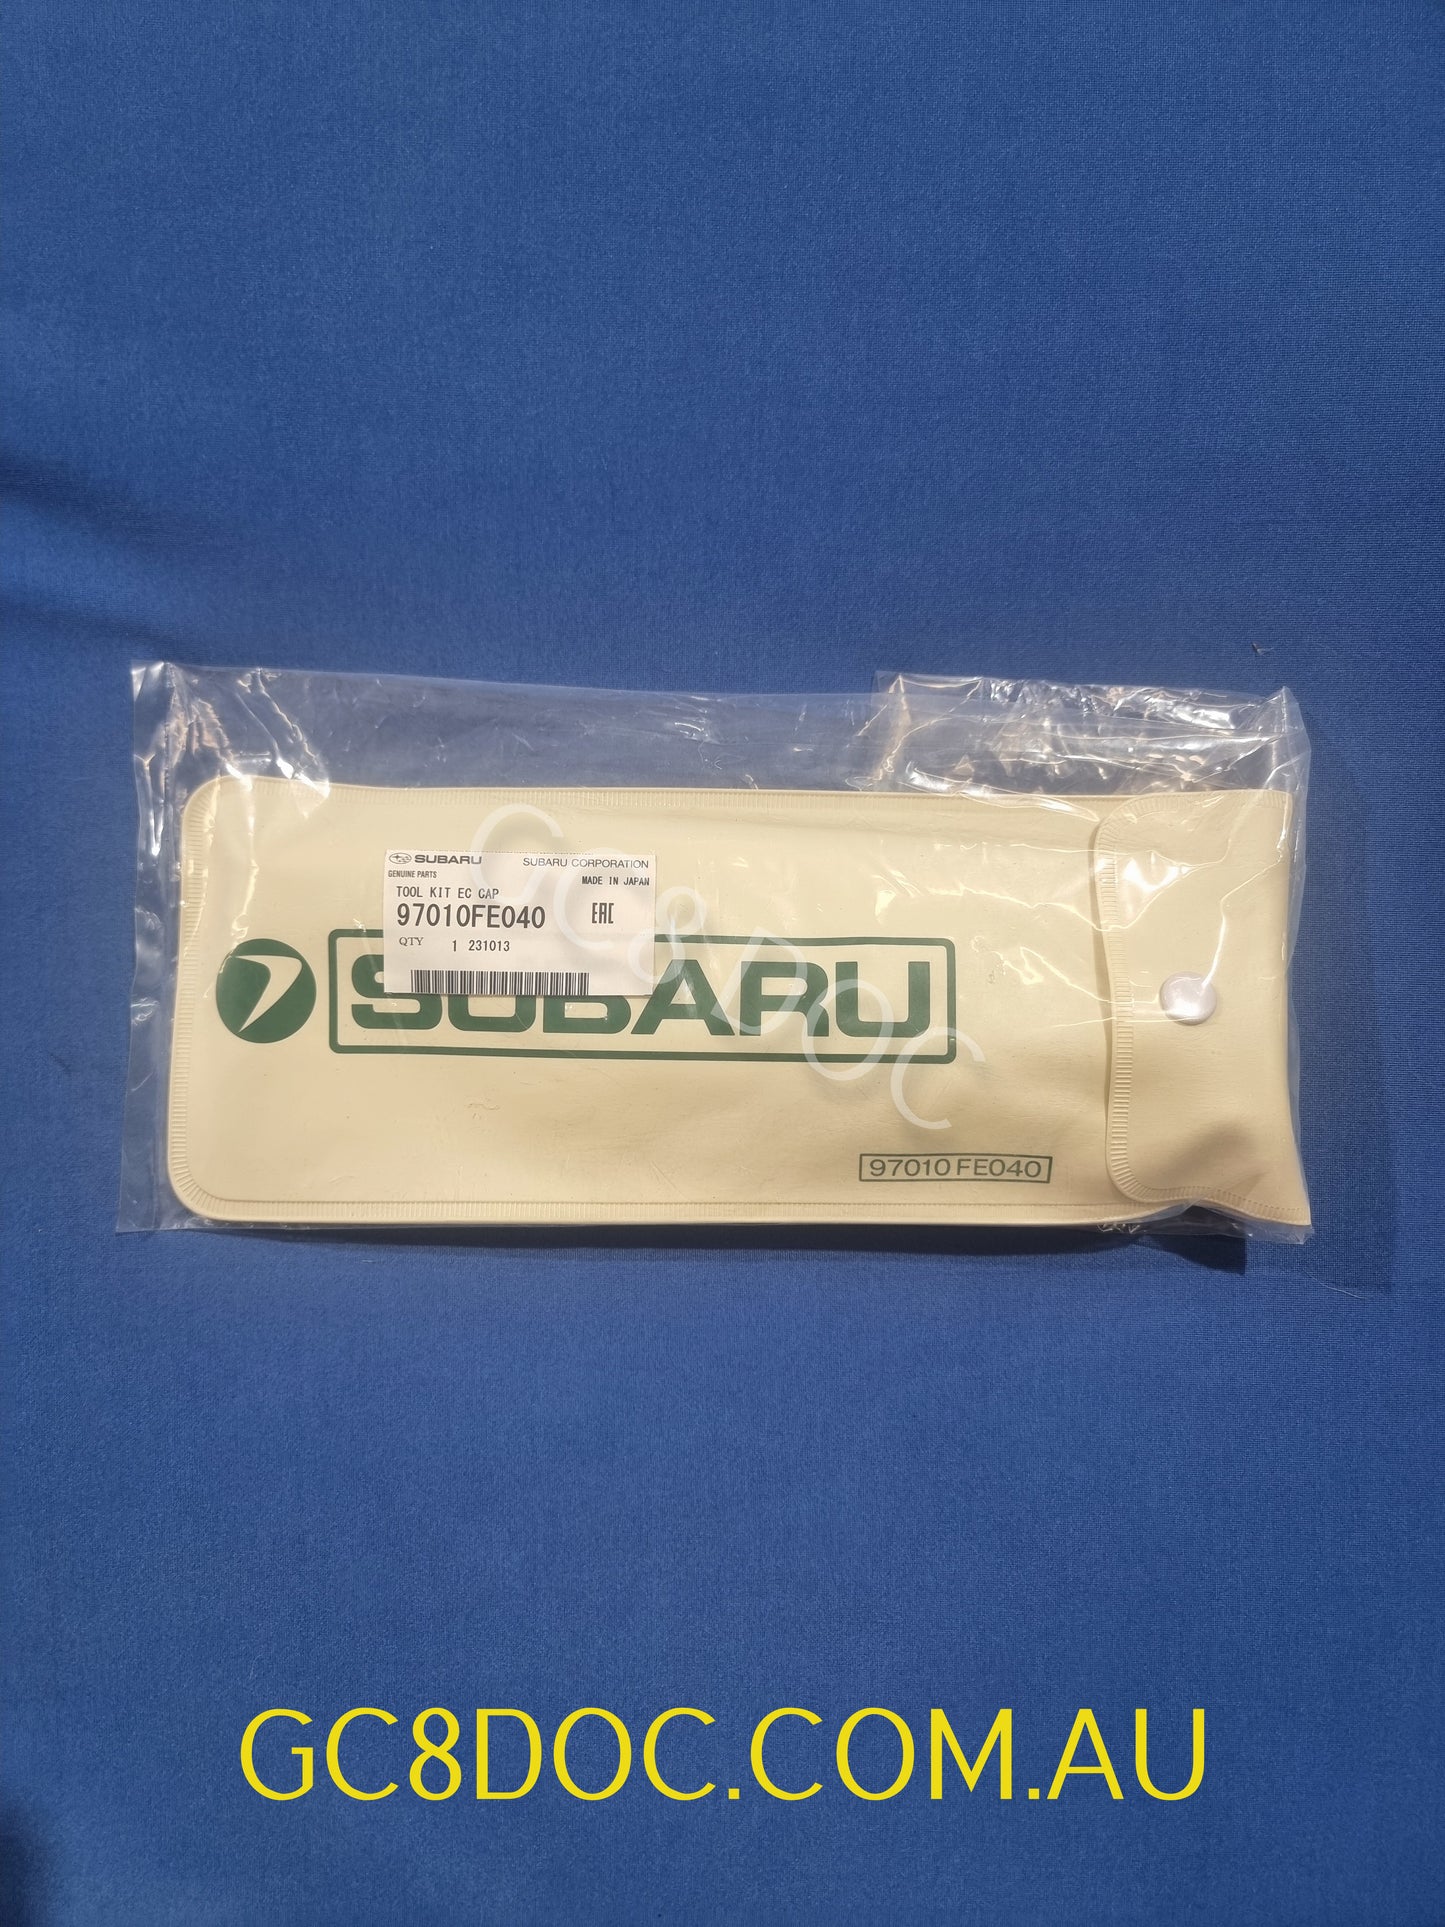 SUBARU
SUBARU CORPORATION
GENUINE PARTS
MADE IN JAPAN
TOOL KIT EC CAP
97010FE040
EAC
QTY 1 231013
SUBARU
97010FE040
GC8DOC
GC8DOC.COM.AU